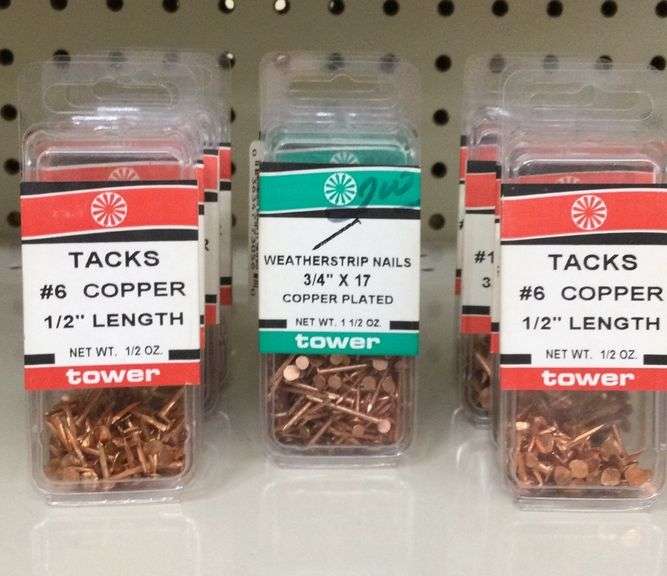 TACKS
#6 COPPER
1/2" LENGTH
NET WT. 1/2 OZ.
tower
WEATHERSTRIP NAILS
3/4" X 17
COPPER PLATED
NET WT. 1 1/2 OZ.
tower
#1
3
TACKS
#6 COPPER
1/2" LENGTH
NET WT. 1/2 OZ.
tower